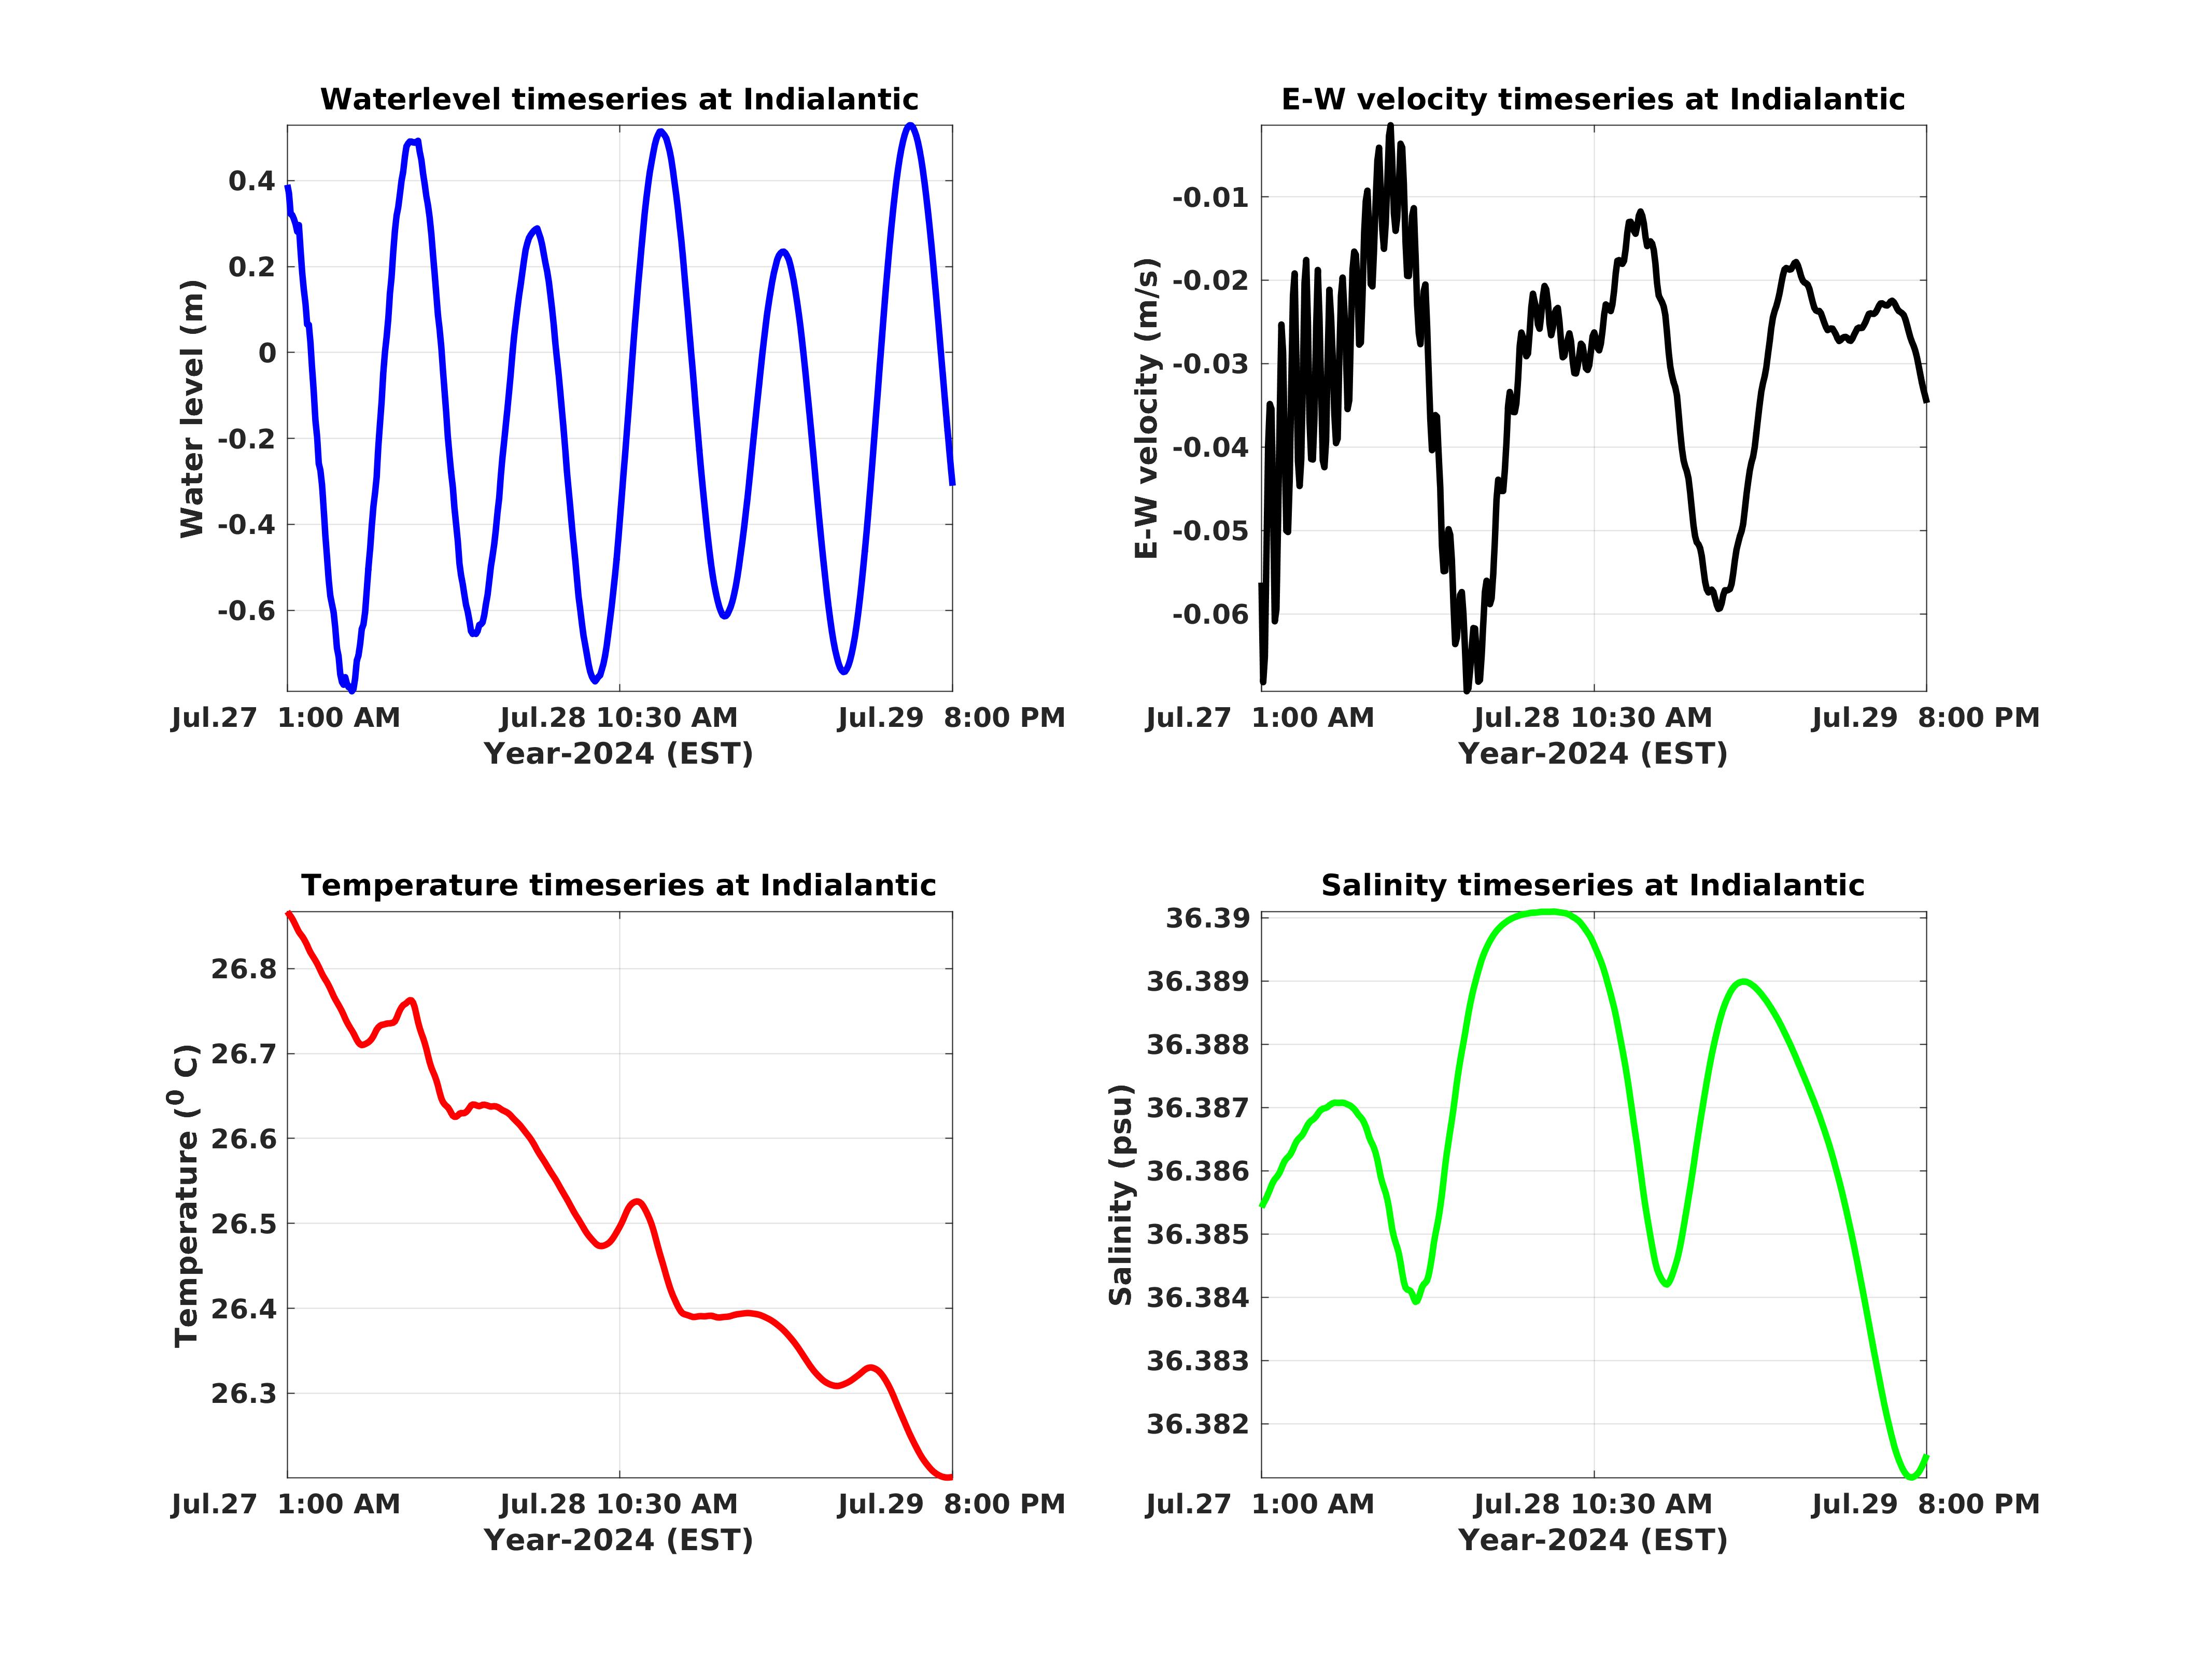 Waterlevel timeseries at Indialantic
0.4
0.2
0
-0.2
-0.4
-0.6
Water level (m)
Jul.27  1:00 AM
Jul.28 10:30 AM
Jul.29  8:00 PM
Year-2024 (EST)
E-W velocity timeseries at Indialantic
-0.01
-0.02
-0.03
-0.04
-0.05
-0.06
E-W velocity (m/s)
Jul.27  1:00 AM
Jul.28 10:30 AM
Jul.29  8:00 PM
Year-2024 (EST)
Temperature timeseries at Indialantic
26.8
26.7
26.6
26.5
26.4
26.3
Temperature (⁰ C)
Jul.27  1:00 AM
Jul.28 10:30 AM
Jul.29  8:00 PM
Year-2024 (EST)
Salinity timeseries at Indialantic
36.39
36.389
36.388
36.387
36.386
36.385
36.384
36.383
36.382
Salinity (psu)
Jul.27  1:00 AM
Jul.28 10:30 AM
Jul.29  8:00 PM
Year-2024 (EST)